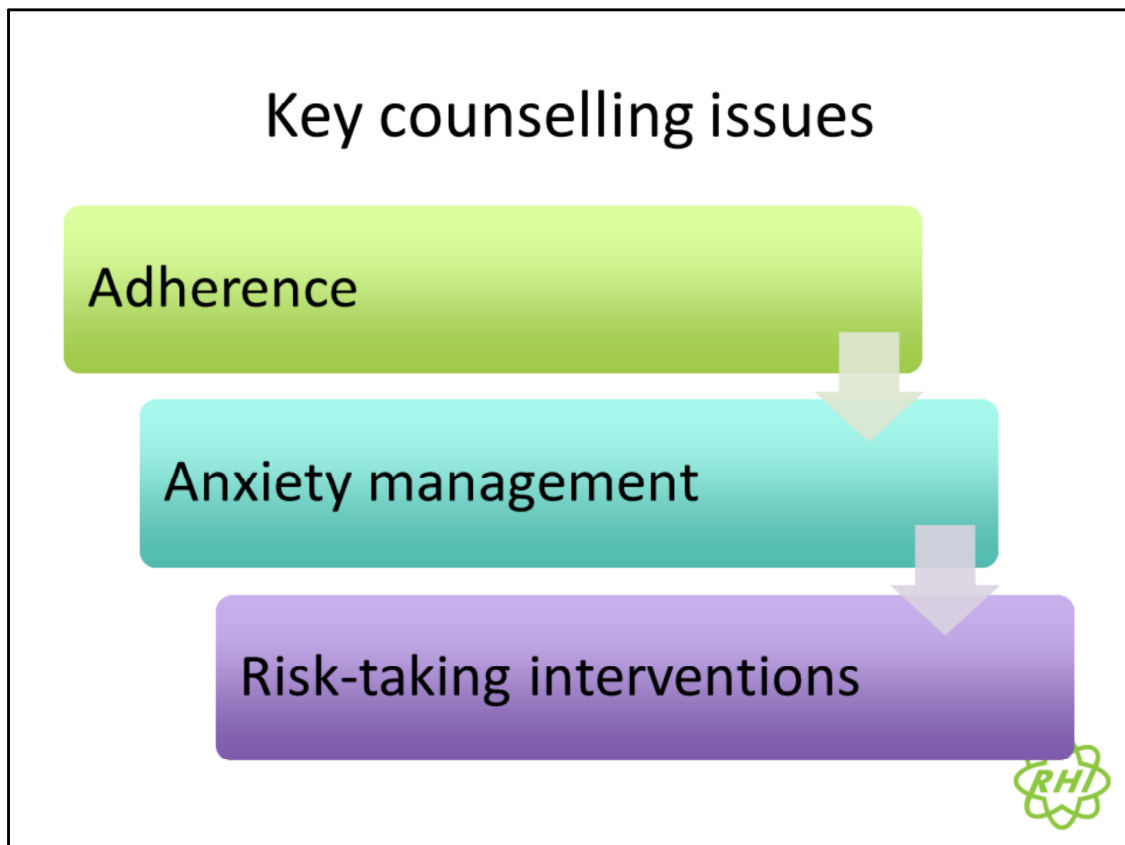 Key counselling issues
Adherence
Anxiety management
Risk-taking interventions
RHI